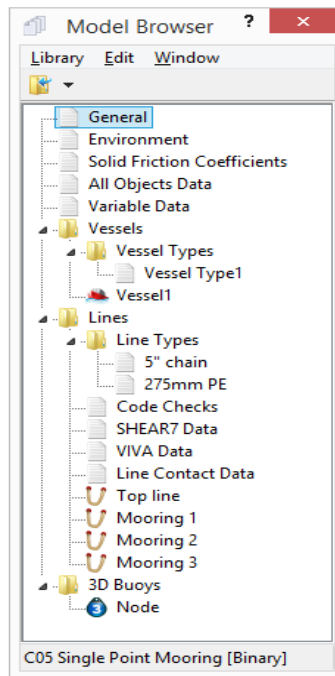 Model Browser ? ×
Library Edit Window
General
Environment
Solid Friction Coefficients
All Objects Data
Variable Data
Vessels
Vessel Types
Vessel Type1
Vessel1
Lines
Line Types
5" chain
275mm PE
Code Checks
SHEAR7 Data
VIVA Data
Line Contact Data
Top line
Mooring 1
Mooring 2
Mooring 3
3D Buoys
3 Node
C05 Single Point Mooring [Binary]